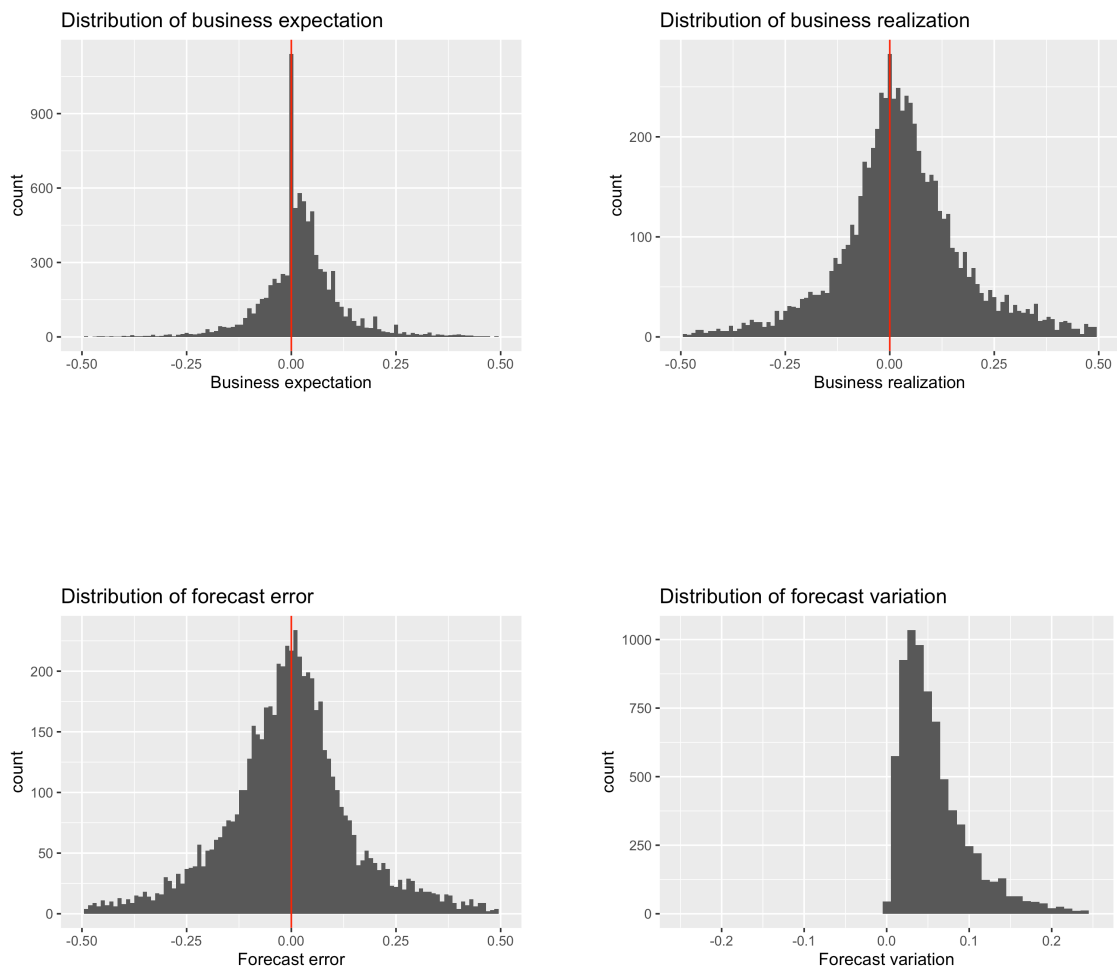 Distribution of business expectation
count
900
600
300
0
-0.50 -0.25 0.00 0.25 0.50
Business expectation
Distribution of business realization
count
200
100
0
-0.50 -0.25 0.00 0.25 0.50
Business realization
Distribution of forecast error
count
200
150
100
50
0
-0.50 -0.25 0.00 0.25 0.50
Forecast error
Distribution of forecast variation
count
1000
750
500
250
0
-0.2 -0.1 0.0 0.1 0.2
Forecast variation